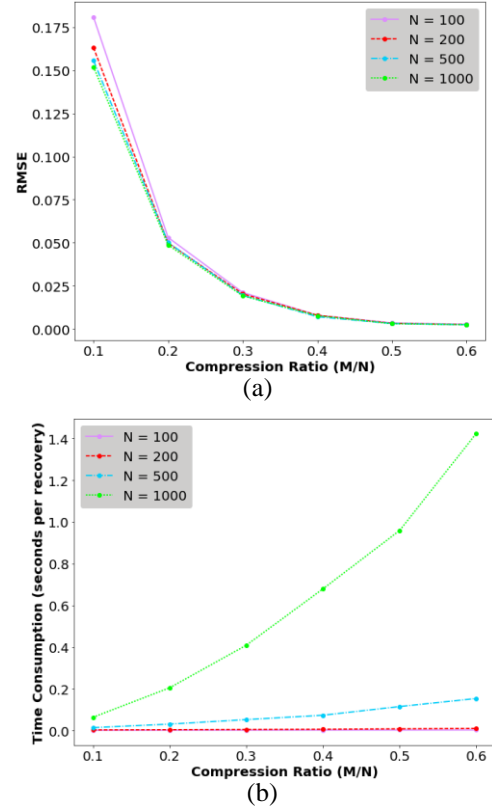 0.175
0.150
0.125
0.100
0.075
0.050
0.025
0.000
RMSE
N = 100
N = 200
N = 500
N = 1000
0.1 0.2 0.3 0.4 0.5 0.6
Compression Ratio (M/N)
(a)
1.4
1.2
1.0
0.8
0.6
0.4
0.2
0.0
Time Consumption (seconds per recovery)
N = 100
N = 200
N = 500
N = 1000
0.1 0.2 0.3 0.4 0.5 0.6
Compression Ratio (M/N)
(b)